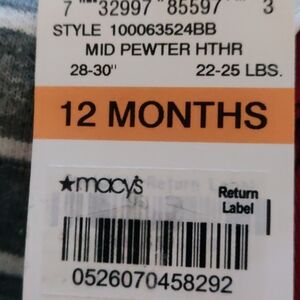 7 32997 85597 3
STYLE 100063524BB
MID PEWTER HTHR
28-30" 22-25 LBS.
12 MONTHS
★macy's Return Label
0526070458292